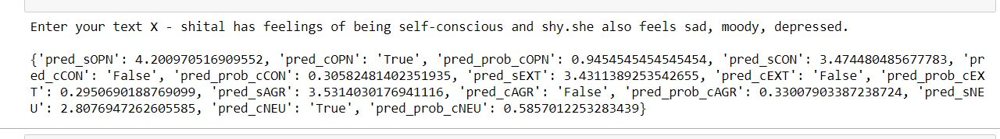 Enter your text X - shital has feelings of being self-conscious and shy.she also feels sad, moody, depressed.
{'pred_sOPN': 4.200970516909552, 'pred_cOPN': 'True', 'pred_prob_cOPN': 0.9454545454545454, 'pred_sCON': 3.474480485677783, 'pr
ed_cCON': 'False', 'pred_prob_cCON': 0.30582481402351935, 'pred_sEXT': 3.4311389253542655, 'pred_cEXT': 'False', 'pred_prob_cEX
T': 0.2950690188769099, 'pred_sAGR': 3.5314030176941116, 'pred_cAGR': 'False', 'pred_prob_cAGR': 0.33007903387238724, 'pred_sNE
U': 2.8076947262605585, 'pred_cNEU': 'True', 'pred_prob_cNEU': 0.5857012253283439}